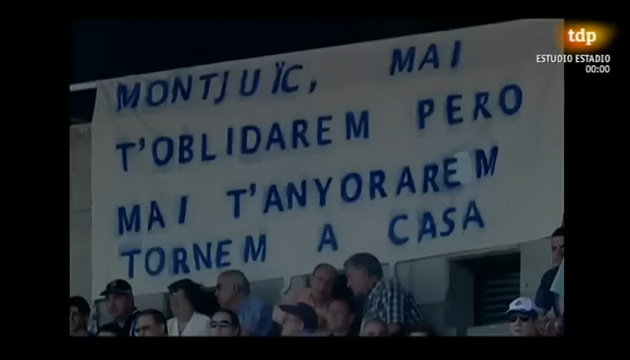 tdp
ESTUDIO ESTADIO
00:00
MONTJUÏC, MAI
T'OBLIDAREM PERO
MAI T'ANYORAREM
TORNEM A CASA